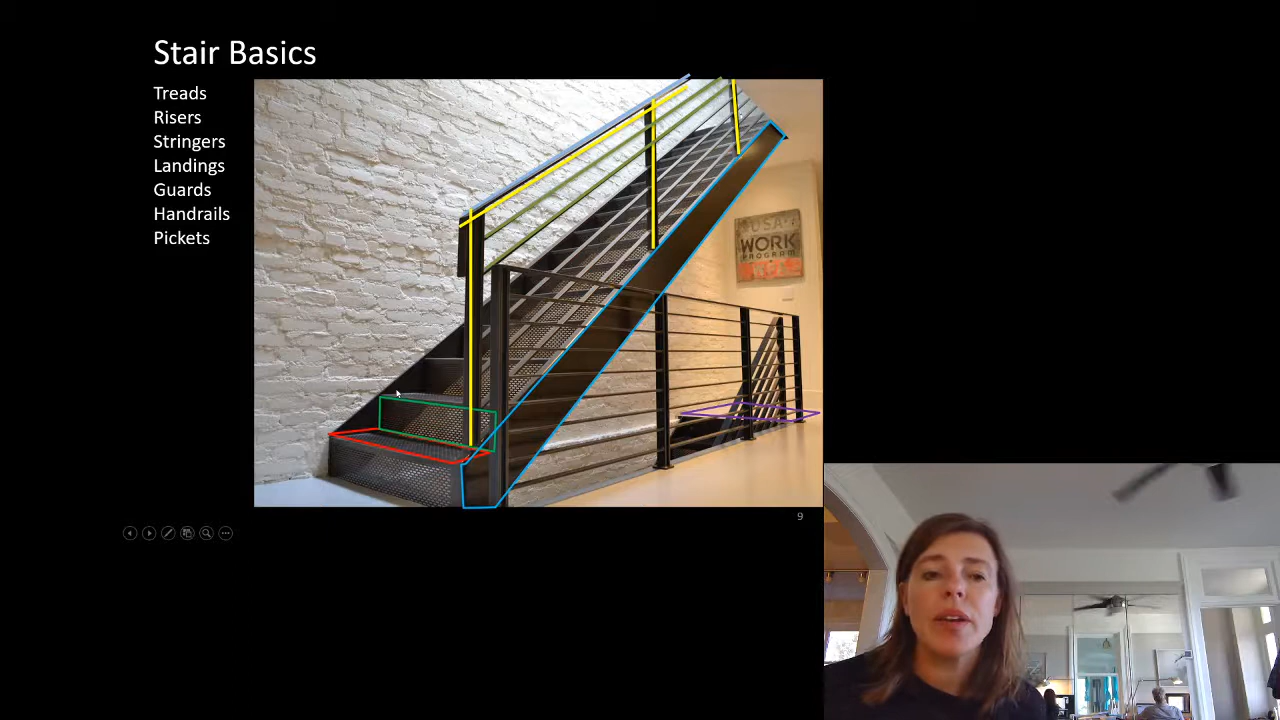 Stair Basics
Treads
Risers
Stringers
Landings
Guards
Handrails
Pickets
USA
WORK
PROGRAM
9